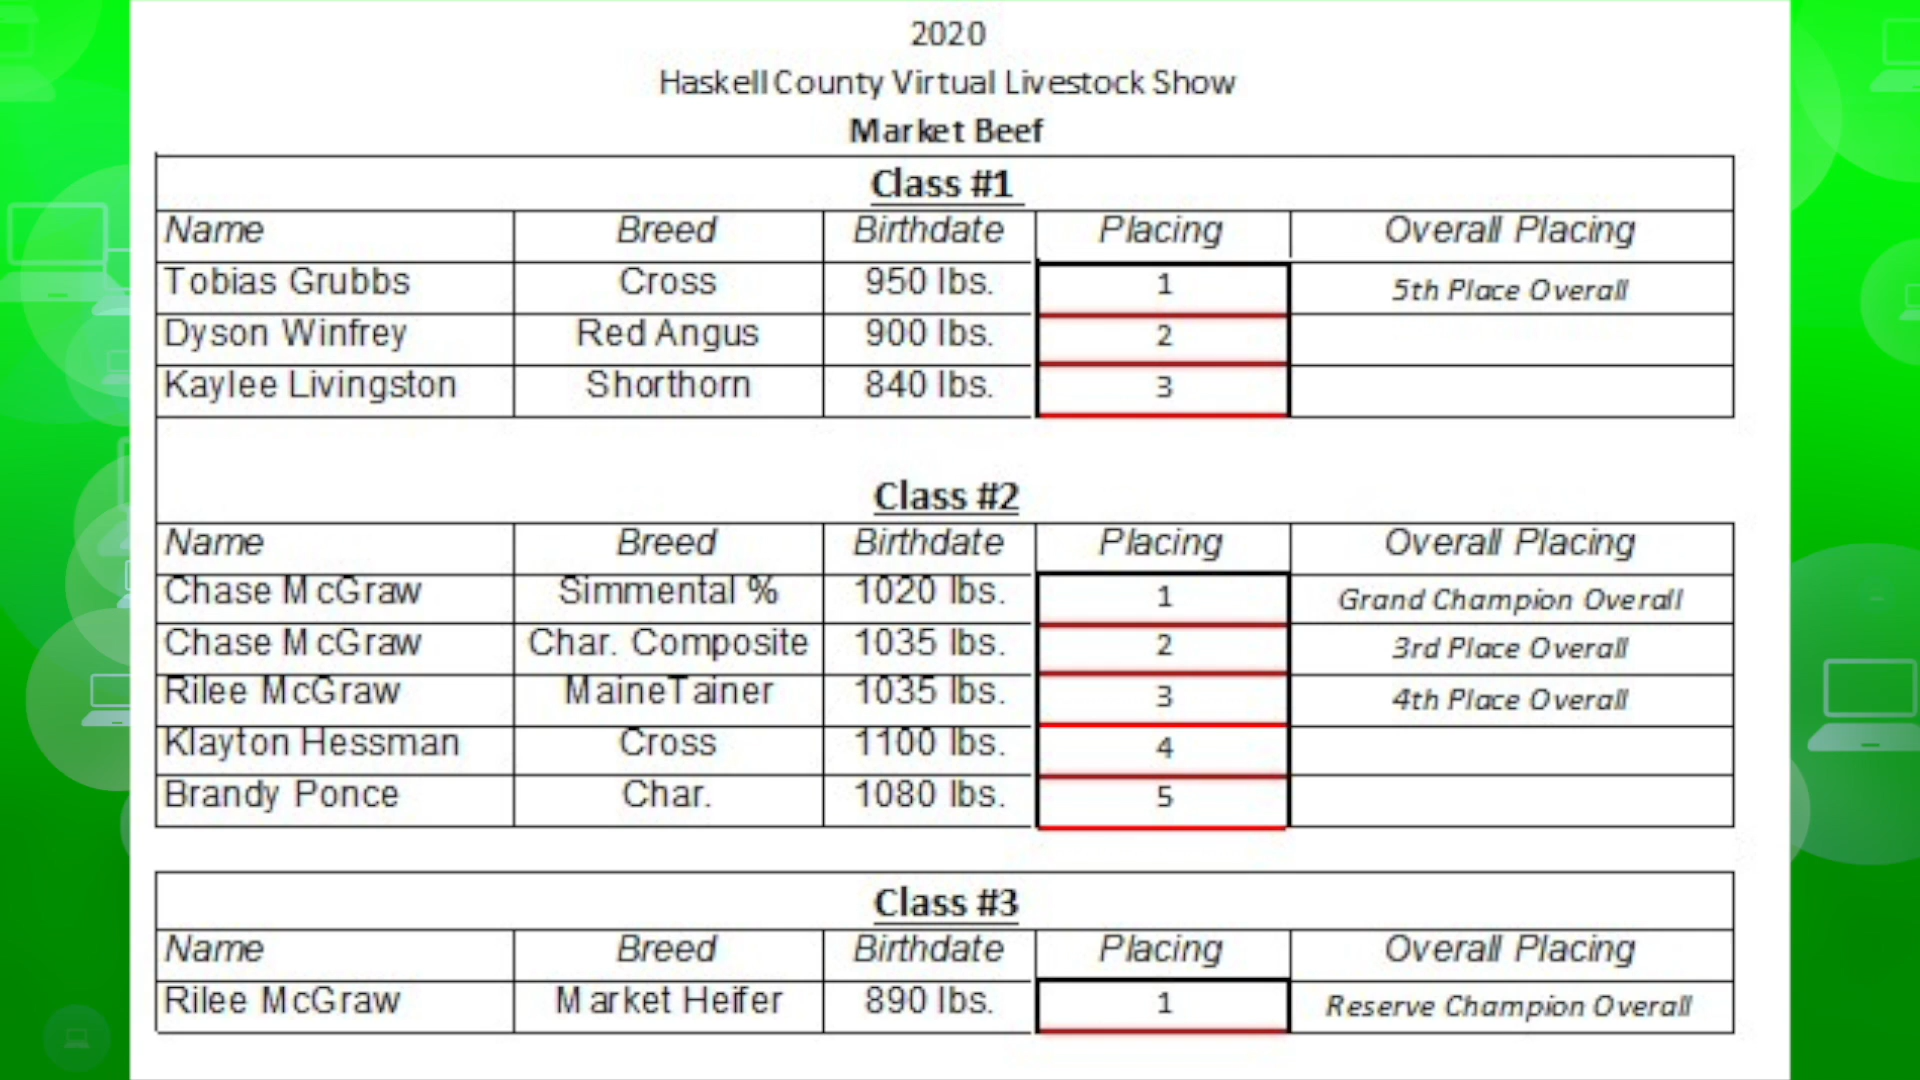 2020
Haskell County Virtual Livestock Show
Market Beef
Class #1
Name Breed Birthdate Placing Overall Placing
Tobias Grubbs Cross 950 lbs. 1 5th Place Overall
Dyson Winfrey Red Angus 900 lbs. 2
Kaylee Livingston Shorthorn 840 lbs. 3
Class #2
Name Breed Birthdate Placing Overall Placing
Chase McGraw Simmental % 1020 lbs. 1 Grand Champion Overall
Chase McGraw Char. Composite 1035 lbs. 2 3rd Place Overall
Rilee McGraw MaineTainer 1035 lbs. 3 4th Place Overall
Klayton Hessman Cross 1100 lbs. 4
Brandy Ponce Char. 1080 lbs. 5
Class #3
Name Breed Birthdate Placing Overall Placing
Rilee McGraw Market Heifer 890 lbs. 1 Reserve Champion Overall